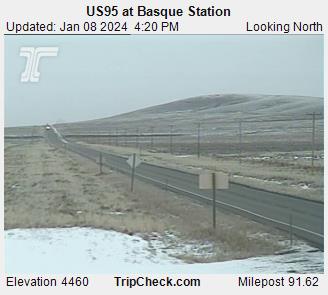 US95 at Basque Station
Updated: Jan 08 2024 4:20 PM Looking North
Elevation 4460 TripCheck.com Milepost 91.62